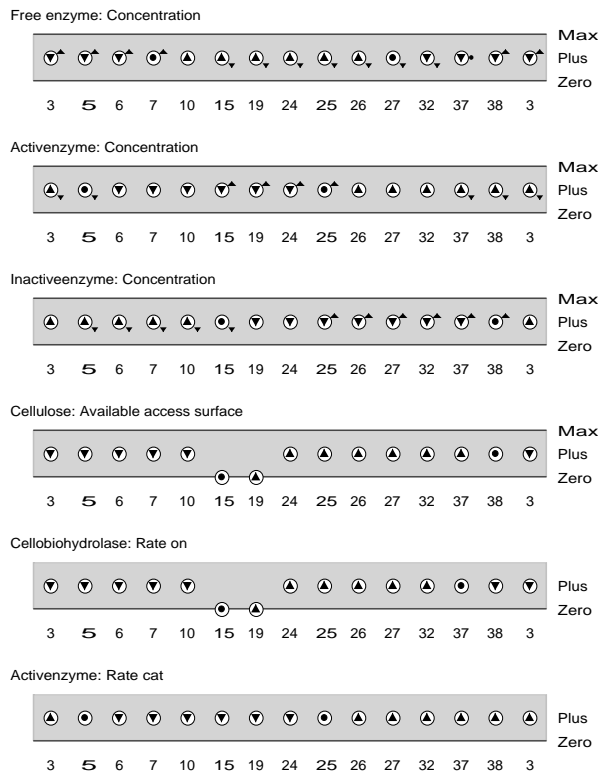 Free enzyme: Concentration
Max
Plus
Zero
3 5 6 7 10 15 19 24 25 26 27 32 37 38 3
Activenzyme: Concentration
Max
Plus
Zero
3 5 6 7 10 15 19 24 25 26 27 32 37 38 3
Inactiveenzyme: Concentration
Max
Plus
Zero
3 5 6 7 10 15 19 24 25 26 27 32 37 38 3
Cellulose: Available access surface
Max
Plus
Zero
3 5 6 7 10 15 19 24 25 26 27 32 37 38 3
Cellobiohydrolase: Rate on
Plus
Zero
3 5 6 7 10 15 19 24 25 26 27 32 37 38 3
Activenzyme: Rate cat
Plus
Zero
3 5 6 7 10 15 19 24 25 26 27 32 37 38 3